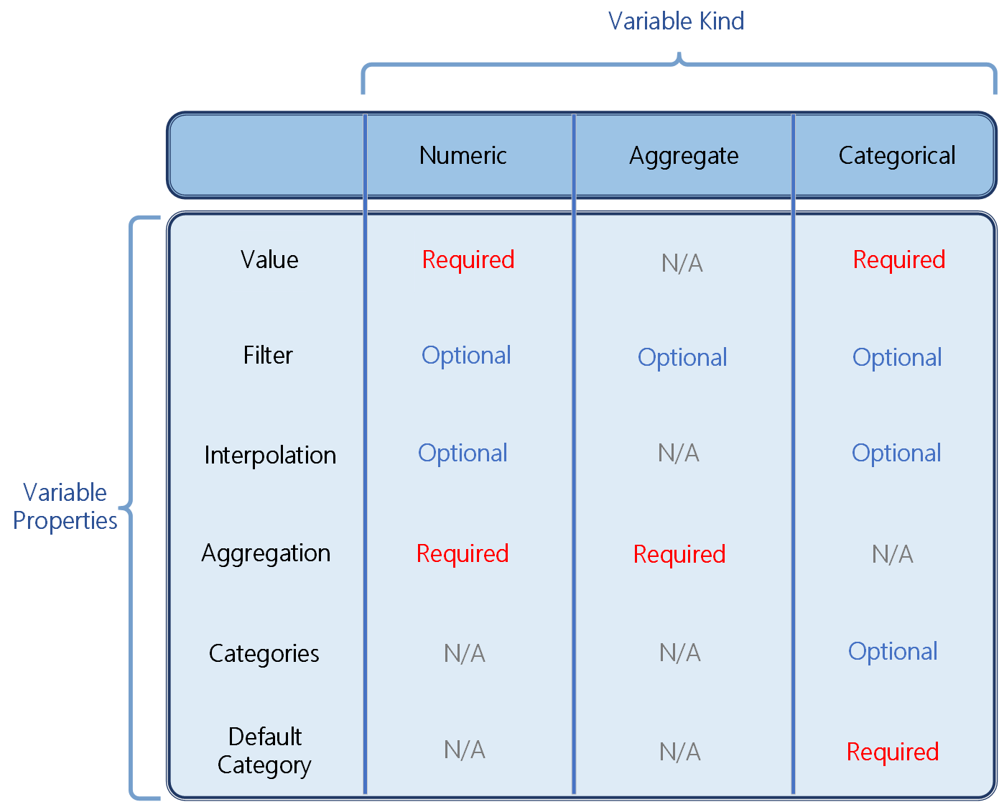 Variable Kind
Numeric Aggregate Categorical
Value Required N/A Required
Filter Optional Optional Optional
Interpolation Optional N/A Optional
Variable
Properties
Aggregation Required Required N/A
Categories N/A N/A Optional
Default
Category N/A N/A Required